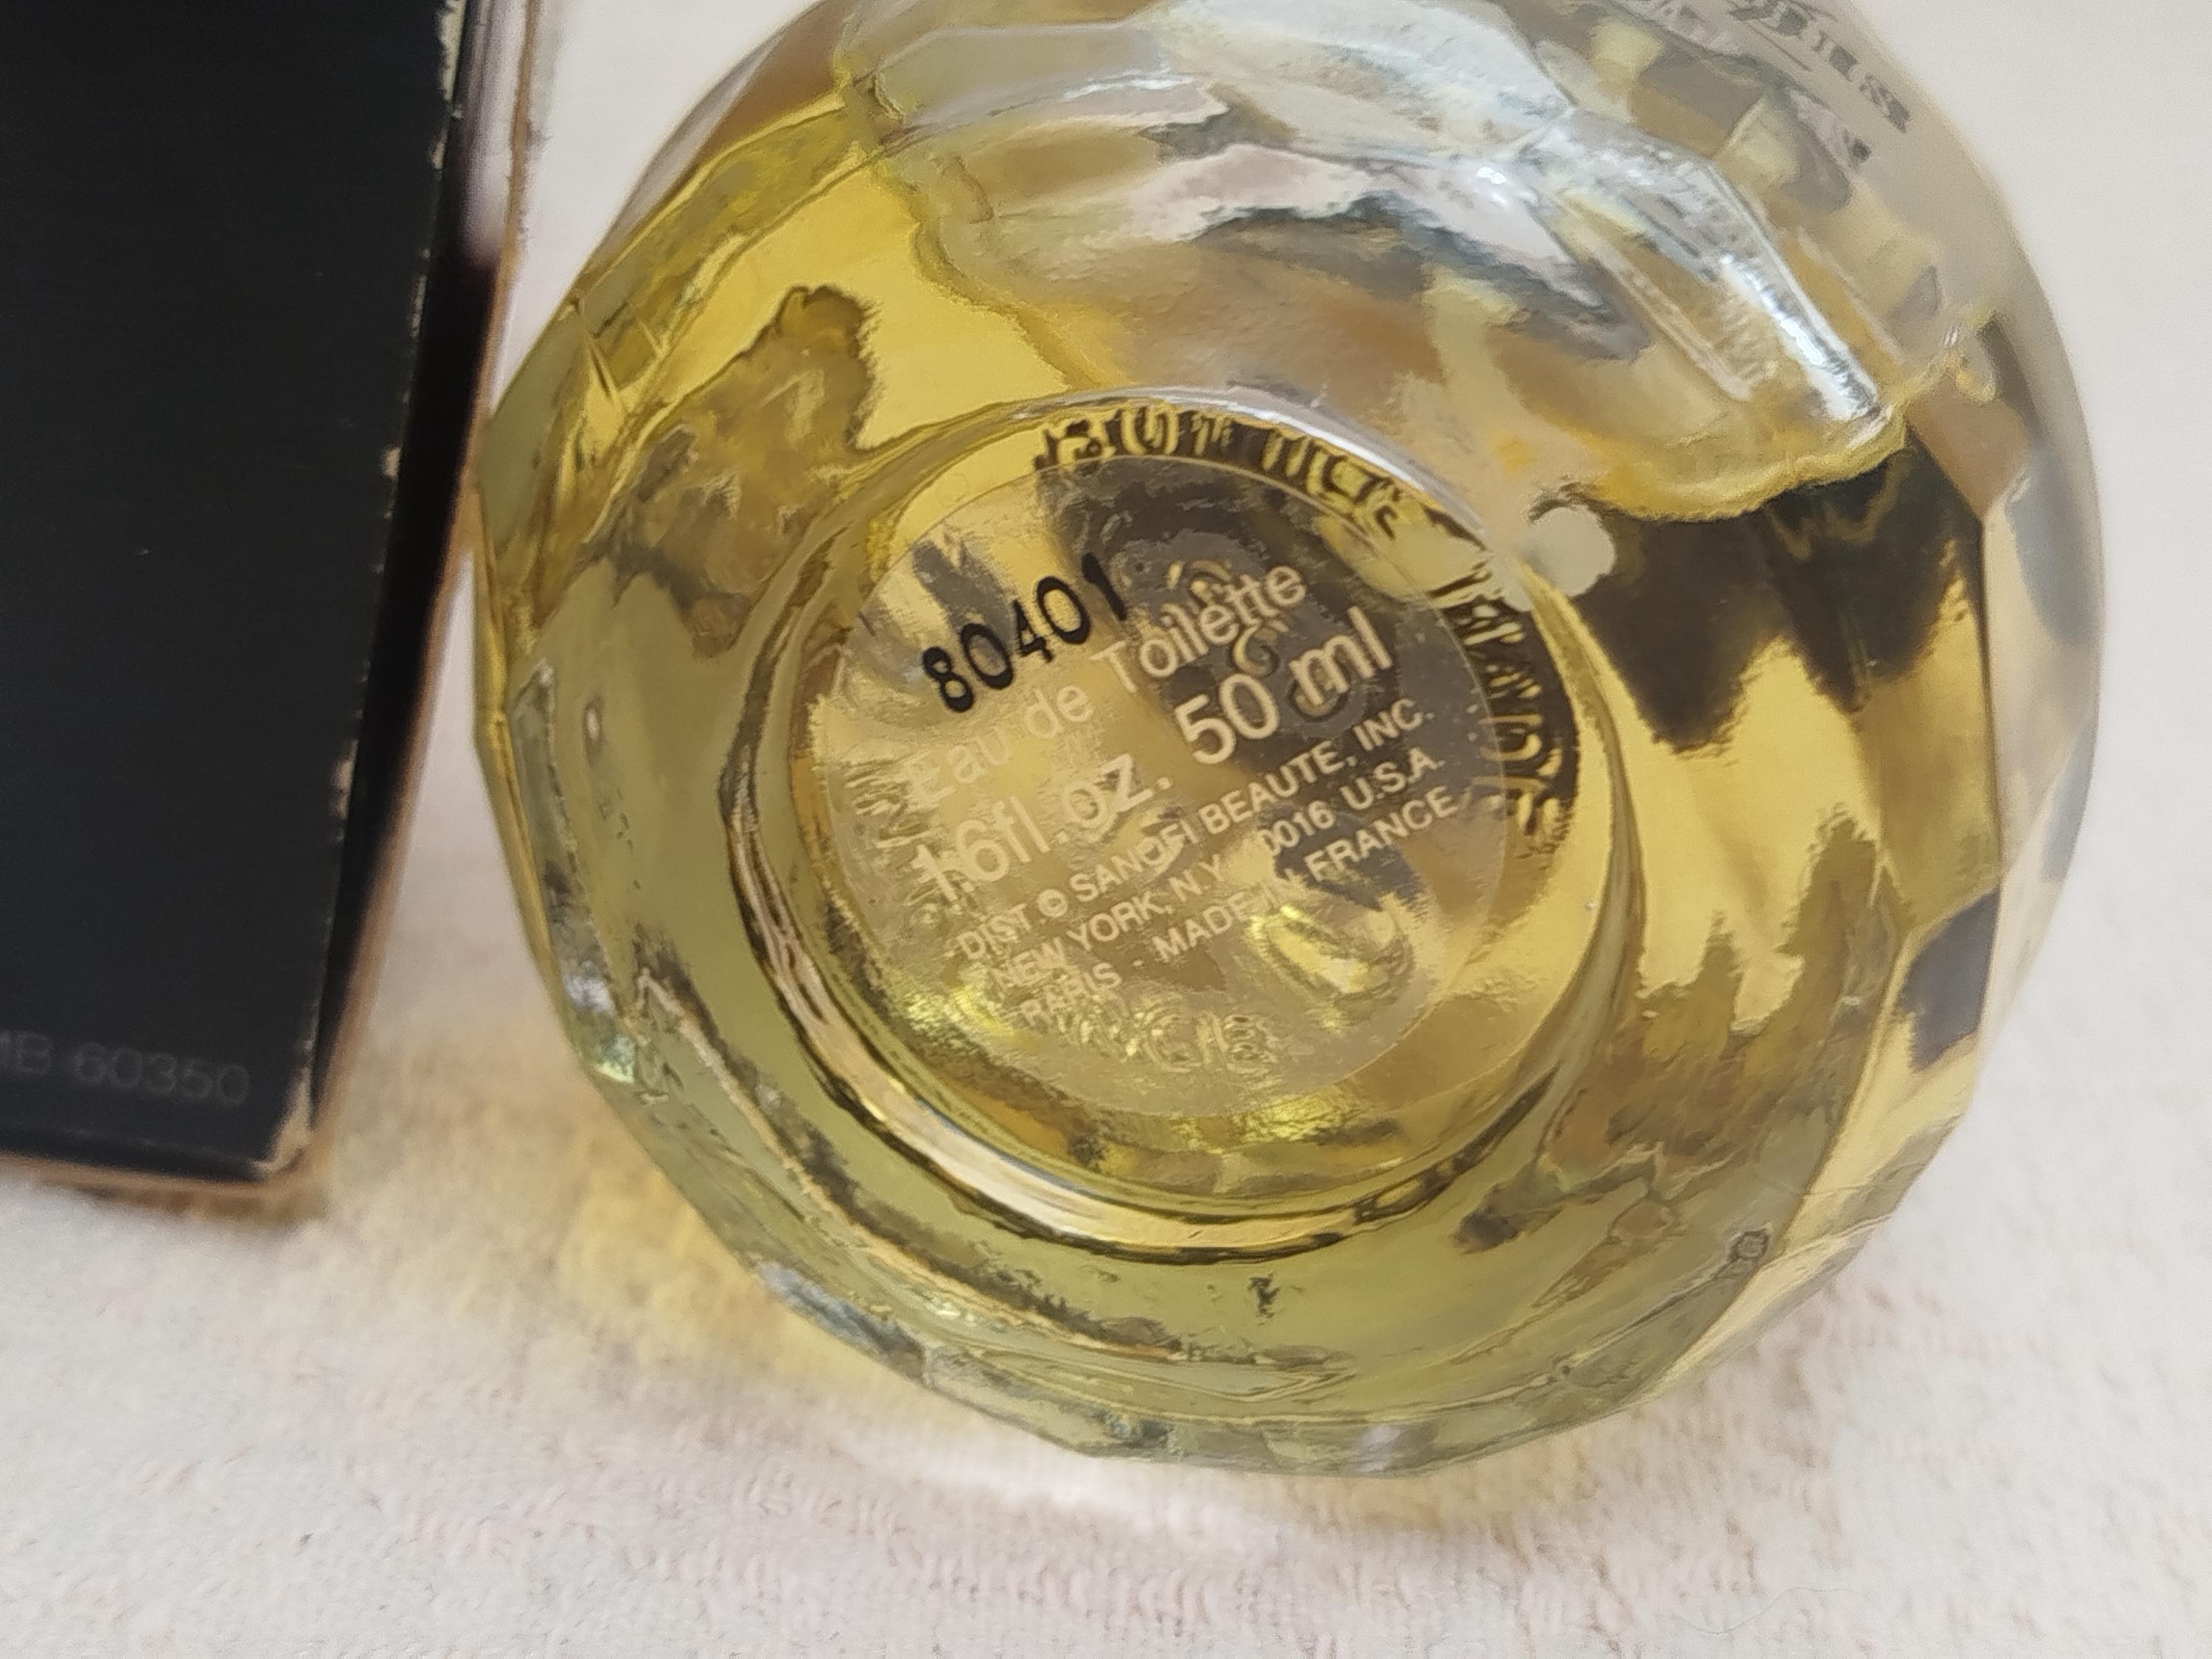 80401
Eau de Toilette
1.6fl.oz. 50 ml
DIST © SANOFI BEAUTE, INC.
NEW YORK, N.Y. 10016 U.S.A.
PARIS - MADE IN FRANCE
60350